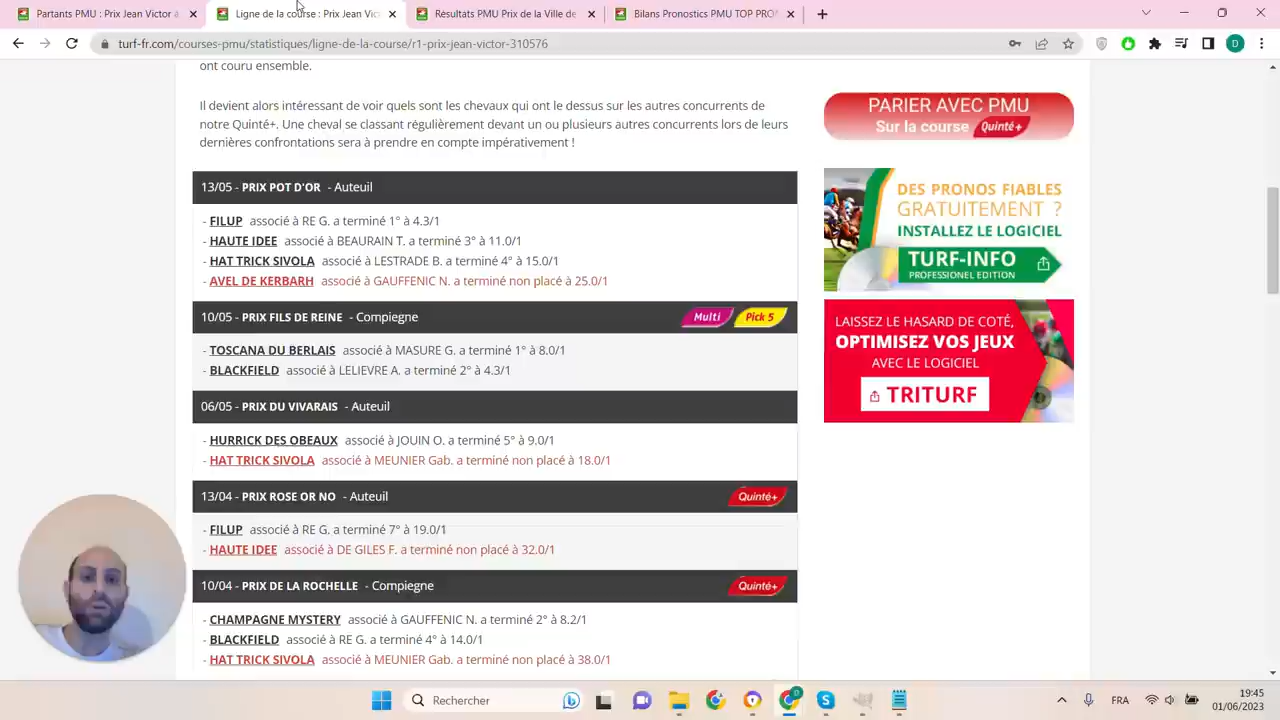 Partants PMU Turf : Prix Jean V
Ligne de la course : Prix Jean Vic
Résultats PMU Prix de la Ville de
Bilans Pronostics PMU TOP PRO
turf-fr.com/courses-pmu/statistiques/ligne-de-la-course/r1-prix-jean-victor-310576
D
ont couru ensemble.
Il devient alors intéressant de voir quels sont les chevaux qui ont le dessus sur les autres concurrents de
notre Quinté+. Un cheval se classant régulièrement devant un ou plusieurs autres concurrents lors de leurs
dernières confrontations sera à prendre en compte impérativement !
13/05 - PRIX POT D'OR - Auteuil
- FILUP associé à RE G. a terminé 1° à 4.3/1
- HAUTE IDEE associé à BEAURAIN T. a terminé 3° à 11.0/1
- HAT TRICK SIVOLA associé à LESTRADE B. a terminé 4° à 15.0/1
- AVEL DE KERBARH associé à GAUFFENIC N. a terminé non placé à 25.0/1
10/05 - PRIX FILS DE REINE - Compiegne Multi Pick 5
- TOSCANA DU BERLAIS associé à MASURE G. a terminé 1° à 8.0/1
- BLACKFIELD associé à LELIEVRE A. a terminé 2° à 4.3/1
06/05 - PRIX DU VIVARAIS - Auteuil
- HURRICK DES OBEAUX associé à JOUIN O. a terminé 5° à 9.0/1
- HAT TRICK SIVOLA associé à MEUNIER Gab. a terminé non placé à 18.0/1
13/04 - PRIX ROSE OR NO - Auteuil Quinté+
- FILUP associé à RE G. a terminé 7° à 19.0/1
- HAUTE IDEE associé à DE GILES F. a terminé non placé à 32.0/1
10/04 - PRIX DE LA ROCHELLE - Compiegne Quinté+
- CHAMPAGNE MYSTERY associé à GAUFFENIC N. a terminé 2° à 8.2/1
- BLACKFIELD associé à RE G. a terminé 4° à 14.0/1
- HAT TRICK SIVOLA associé à MEUNIER Gab. a terminé non placé à 38.0/1
PARIER AVEC PMU
Sur la course Quinté+
DES PRONOS FIABLES
GRATUITEMENT ?
INSTALLEZ LE LOGICIEL
TURF-INFO
PROFESSIONEL EDITION
LAISSEZ LE HASARD DE COTÉ,
OPTIMISEZ VOS JEUX
AVEC LE LOGICIEL
TRITURF
Rechercher
FRA
19:45
01/06/2023